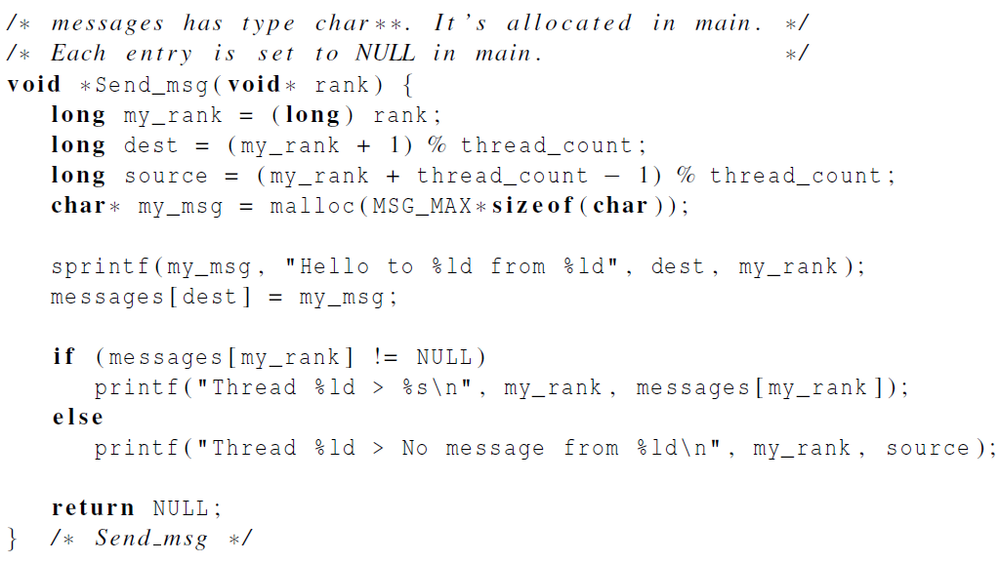 /* messages has type char**. It's allocated in main. */
/* Each entry is set to NULL in main. */
void *Send_msg(void* rank) {
   long my_rank = (long) rank;
   long dest = (my_rank + 1) % thread_count;
   long source = (my_rank + thread_count − 1) % thread_count;
   char* my_msg = malloc(MSG_MAX*sizeof(char));

   sprintf(my_msg, "Hello to %ld from %ld", dest, my_rank);
   messages[dest] = my_msg;

   if (messages[my_rank] != NULL)
      printf("Thread %ld > %s\n", my_rank, messages[my_rank]);
   else
      printf("Thread %ld > No message from %ld\n", my_rank, source);

   return NULL;
}  /* Send_msg */